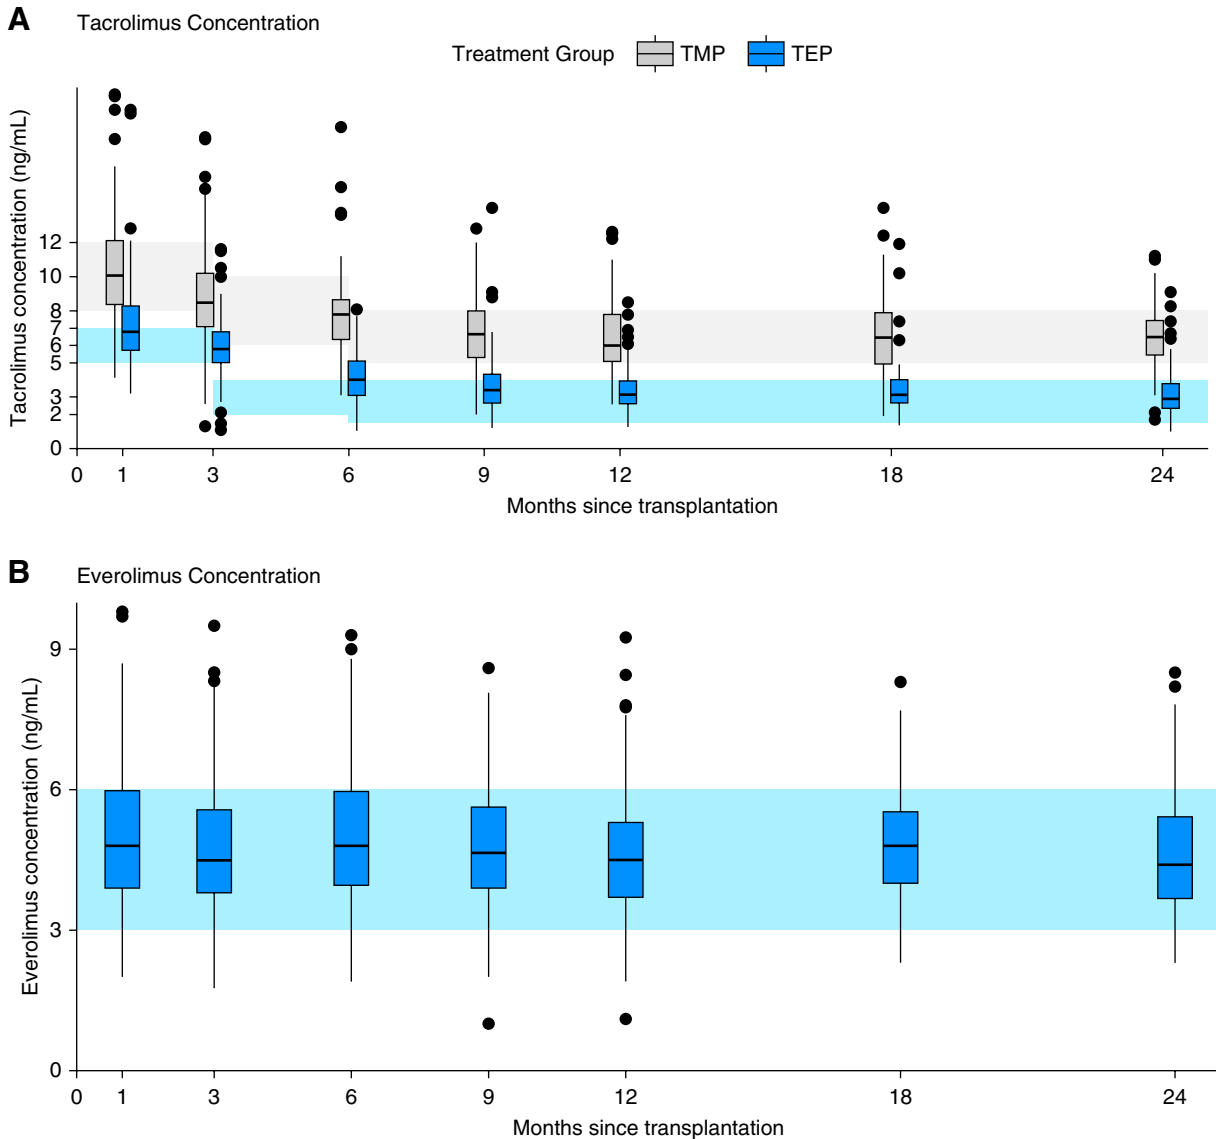 A
Tacrolimus Concentration
Treatment Group TMP TEP
Tacrolimus concentration (ng/mL)
12
10
8
7
6
5
3
2
0
0 1 3 6 9 12 18 24
Months since transplantation
B
Everolimus Concentration
Everolimus concentration (ng/mL)
9
6
3
0
0 1 3 6 9 12 18 24
Months since transplantation